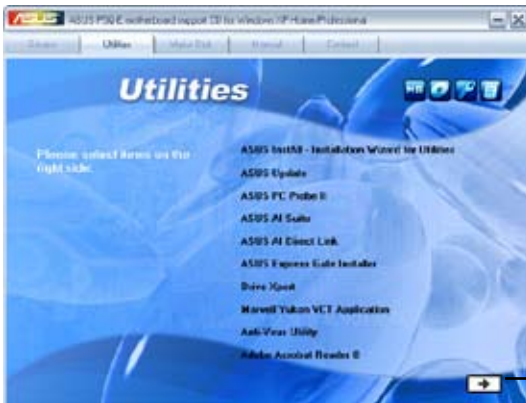 ASUS P5Q-E motherboard support CD for Windows XP Home/Professional
Drivers Utilities Make Disk Manual Contact
Utilities
Please select items on the
right side.
ASUS InstAll - Installation Wizard for Utilities
ASUS Update
ASUS PC Probe II
ASUS AI Suite
ASUS AI Direct Link
ASUS Express Gate Installer
Drive Xpert
Marvell Yukon VCT Application
Anti-Virus Utility
Adobe Acrobat Reader 8